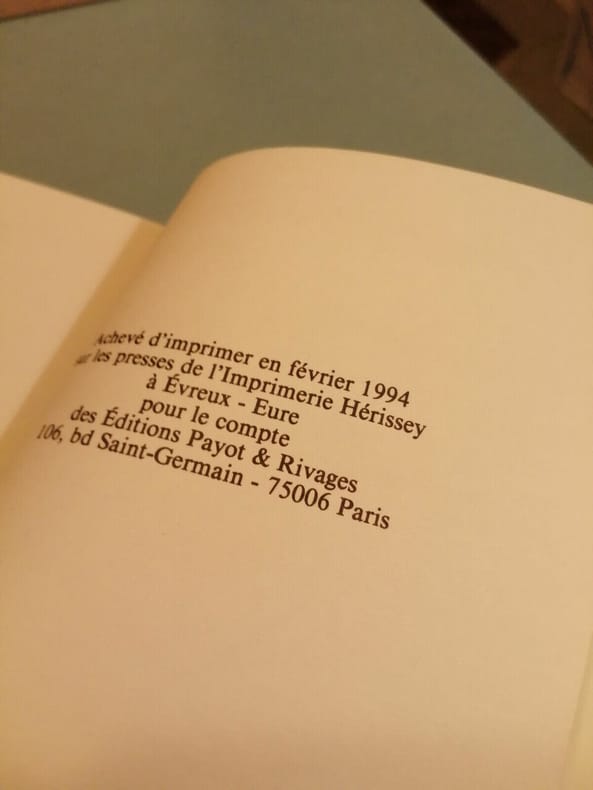 Achevé d'imprimer en février 1994
sur les presses de l'Imprimerie Hérissey
à Évreux - Eure
pour le compte
des Éditions Payot & Rivages
106, bd Saint-Germain - 75006 Paris